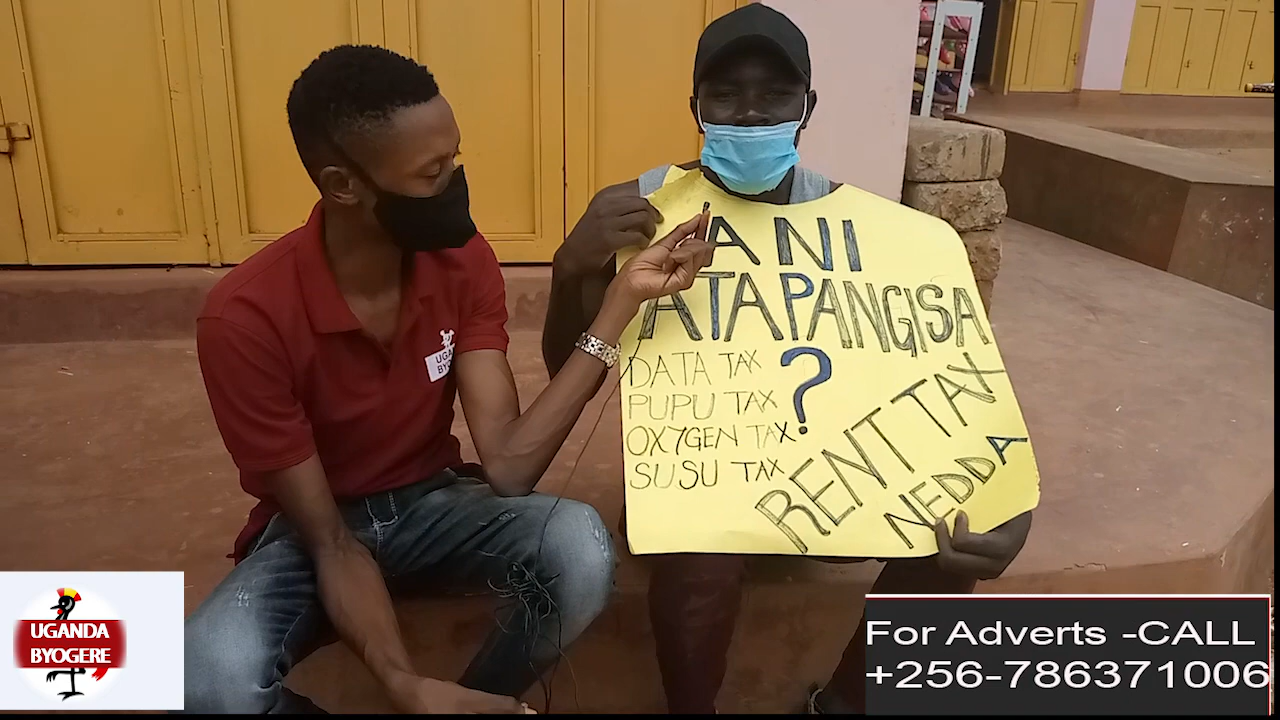 ANI
ATAPANGISA
?
DATA TAX
PUPU TAX
OXYGEN TAX
SUSU TAX
RENT TAX
NEDDA
UGANDA
BYOGERE
For Adverts -CALL
+256-786371006